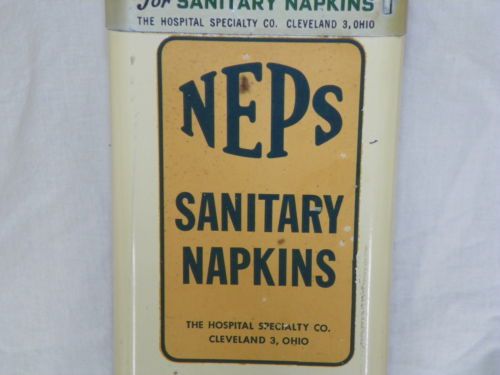 for SANITARY NAPKINS
THE HOSPITAL SPECIALTY CO. CLEVELAND 3, OHIO
NEPS
SANITARY
NAPKINS
THE HOSPITAL SPECIALTY CO.
CLEVELAND 3, OHIO